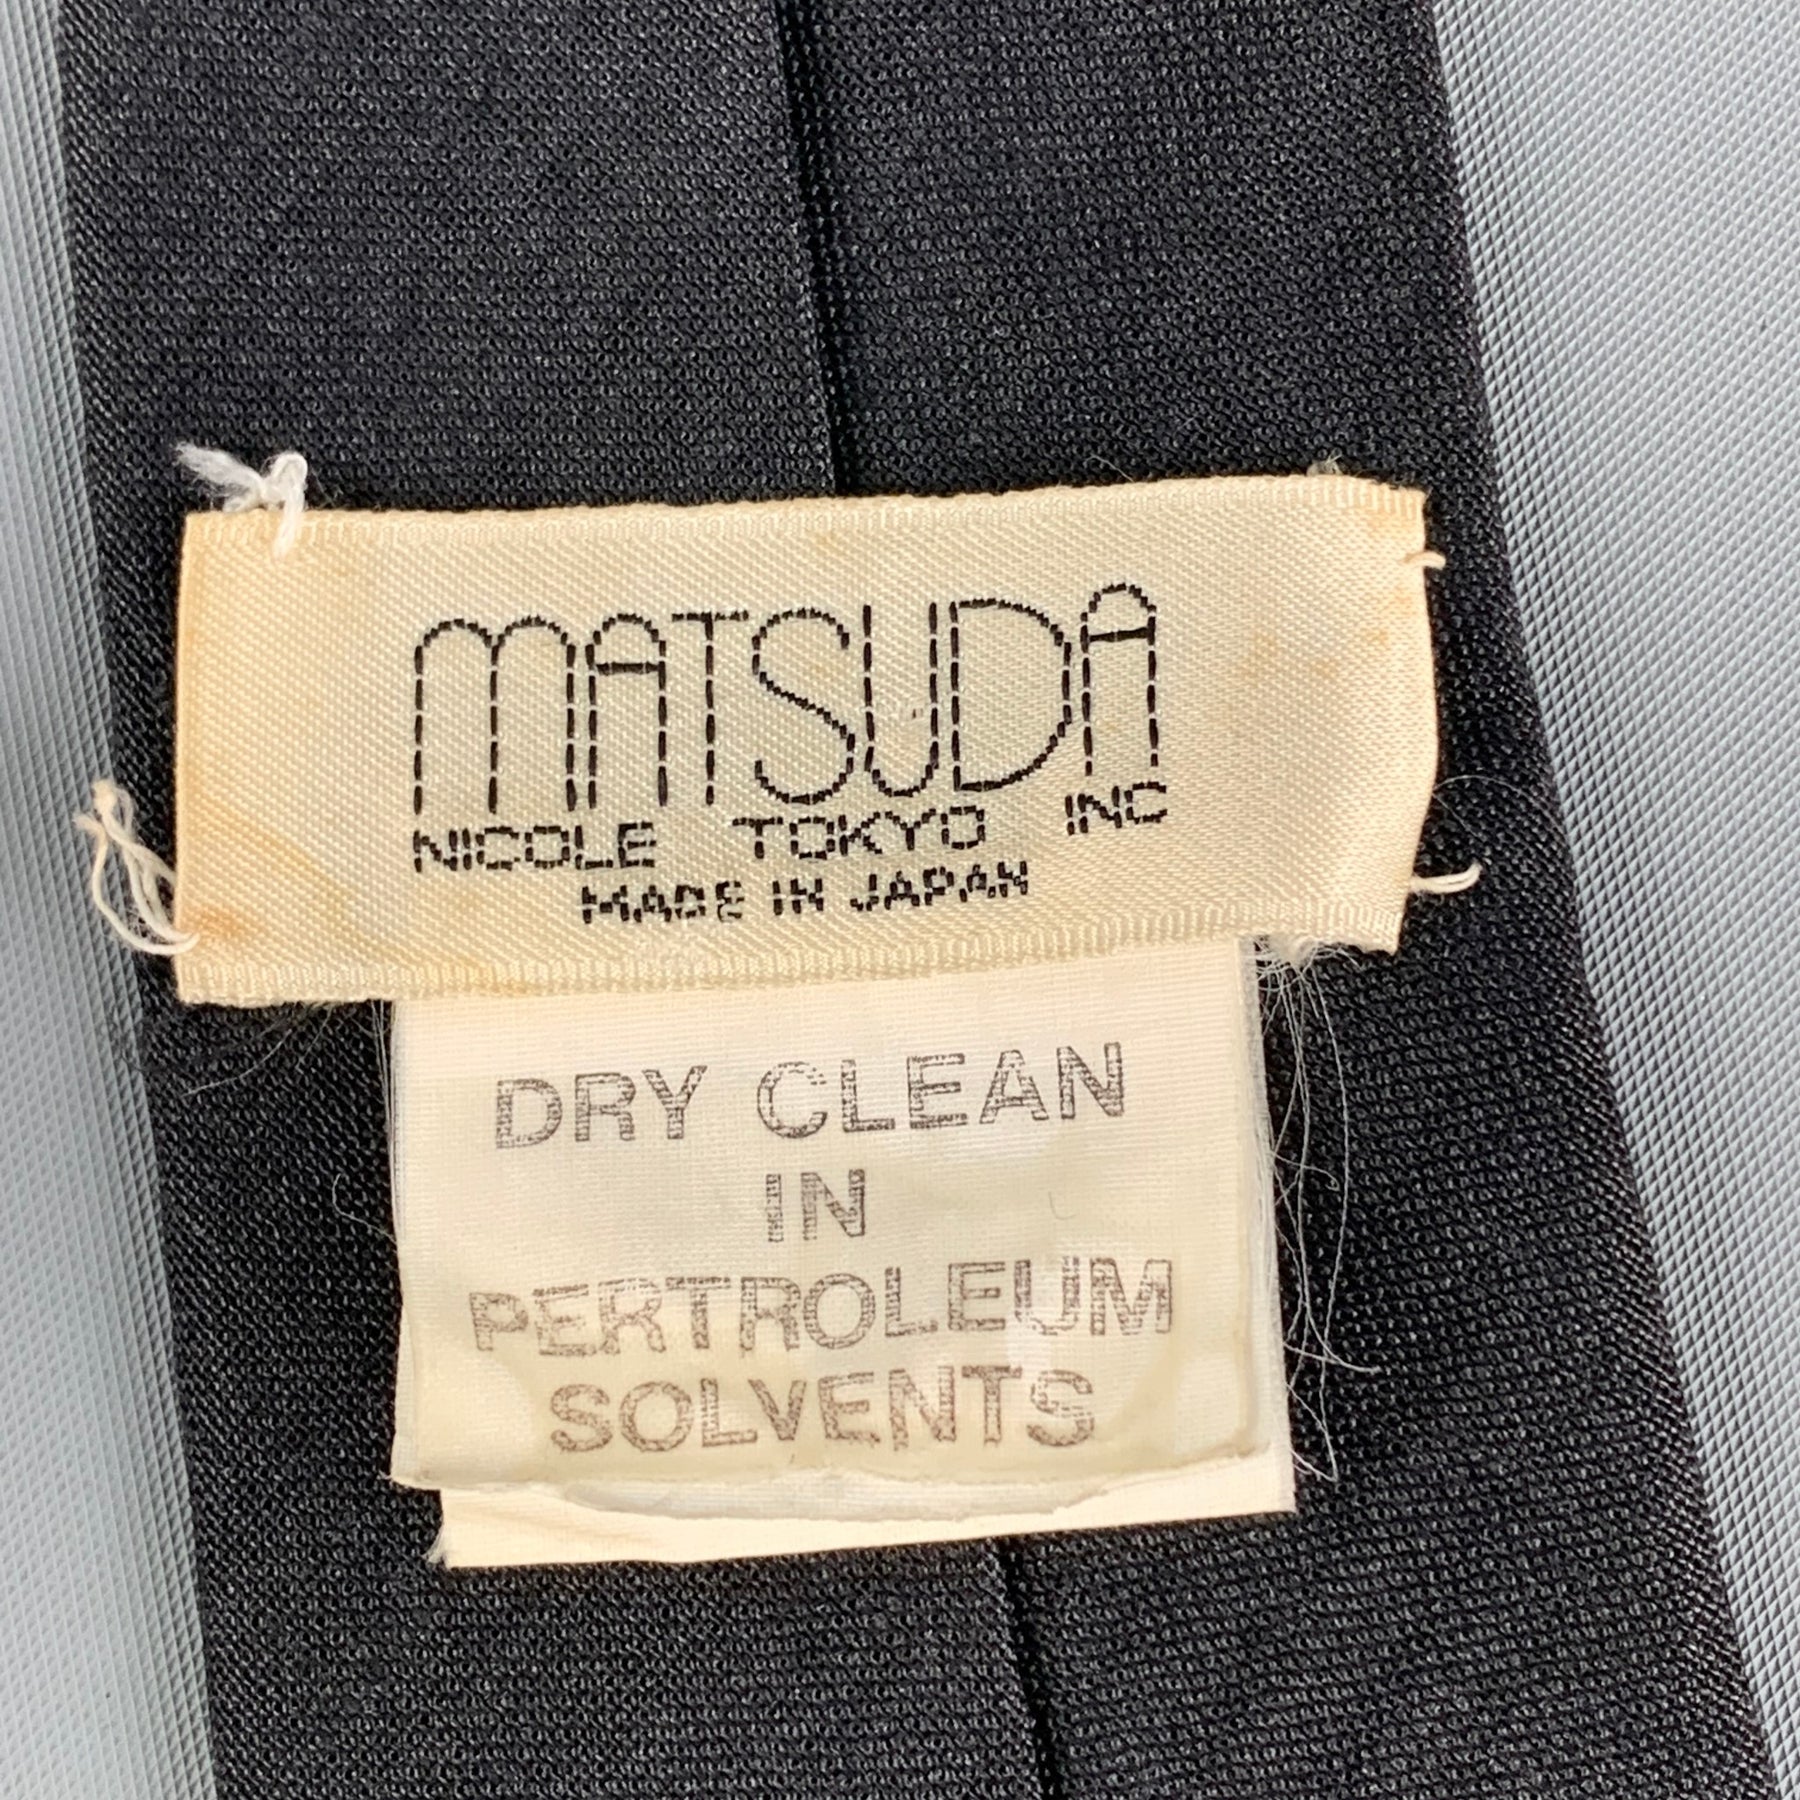 MATSUDA
NICOLE TOKYO INC
MADE IN JAPAN
DRY CLEAN
IN
PERTROLEUM
SOLVENTS